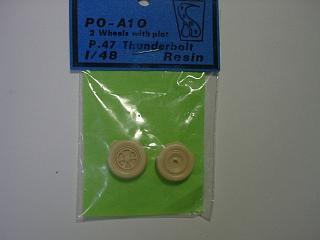 PO-A10
2 Wheels with plat
P.47 Thunderbolt
1/48 Resin